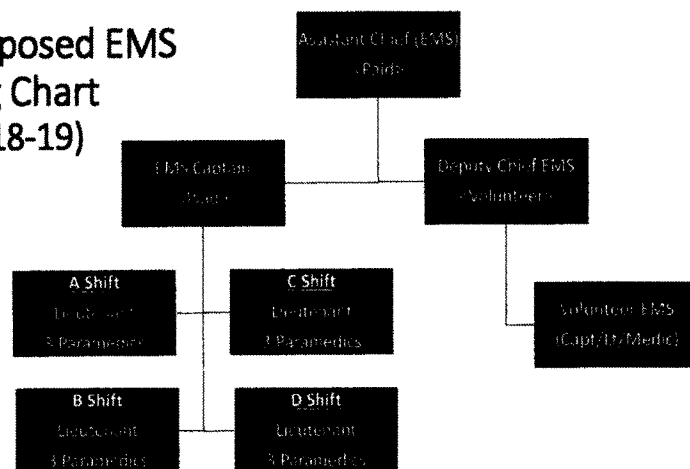 posed EMS
Chart
18-19)
Assistant Chief (EMS)
<Paid>
EMS Captain
<Paid>
Deputy Chief EMS
<Volunteer>
A Shift
Lieutenant
3 Paramedics
C Shift
Lieutenant
3 Paramedics
Volunteer EMS
(Capt/Lt/Medic)
B Shift
Lieutenant
3 Paramedics
D Shift
Lieutenant
3 Paramedics